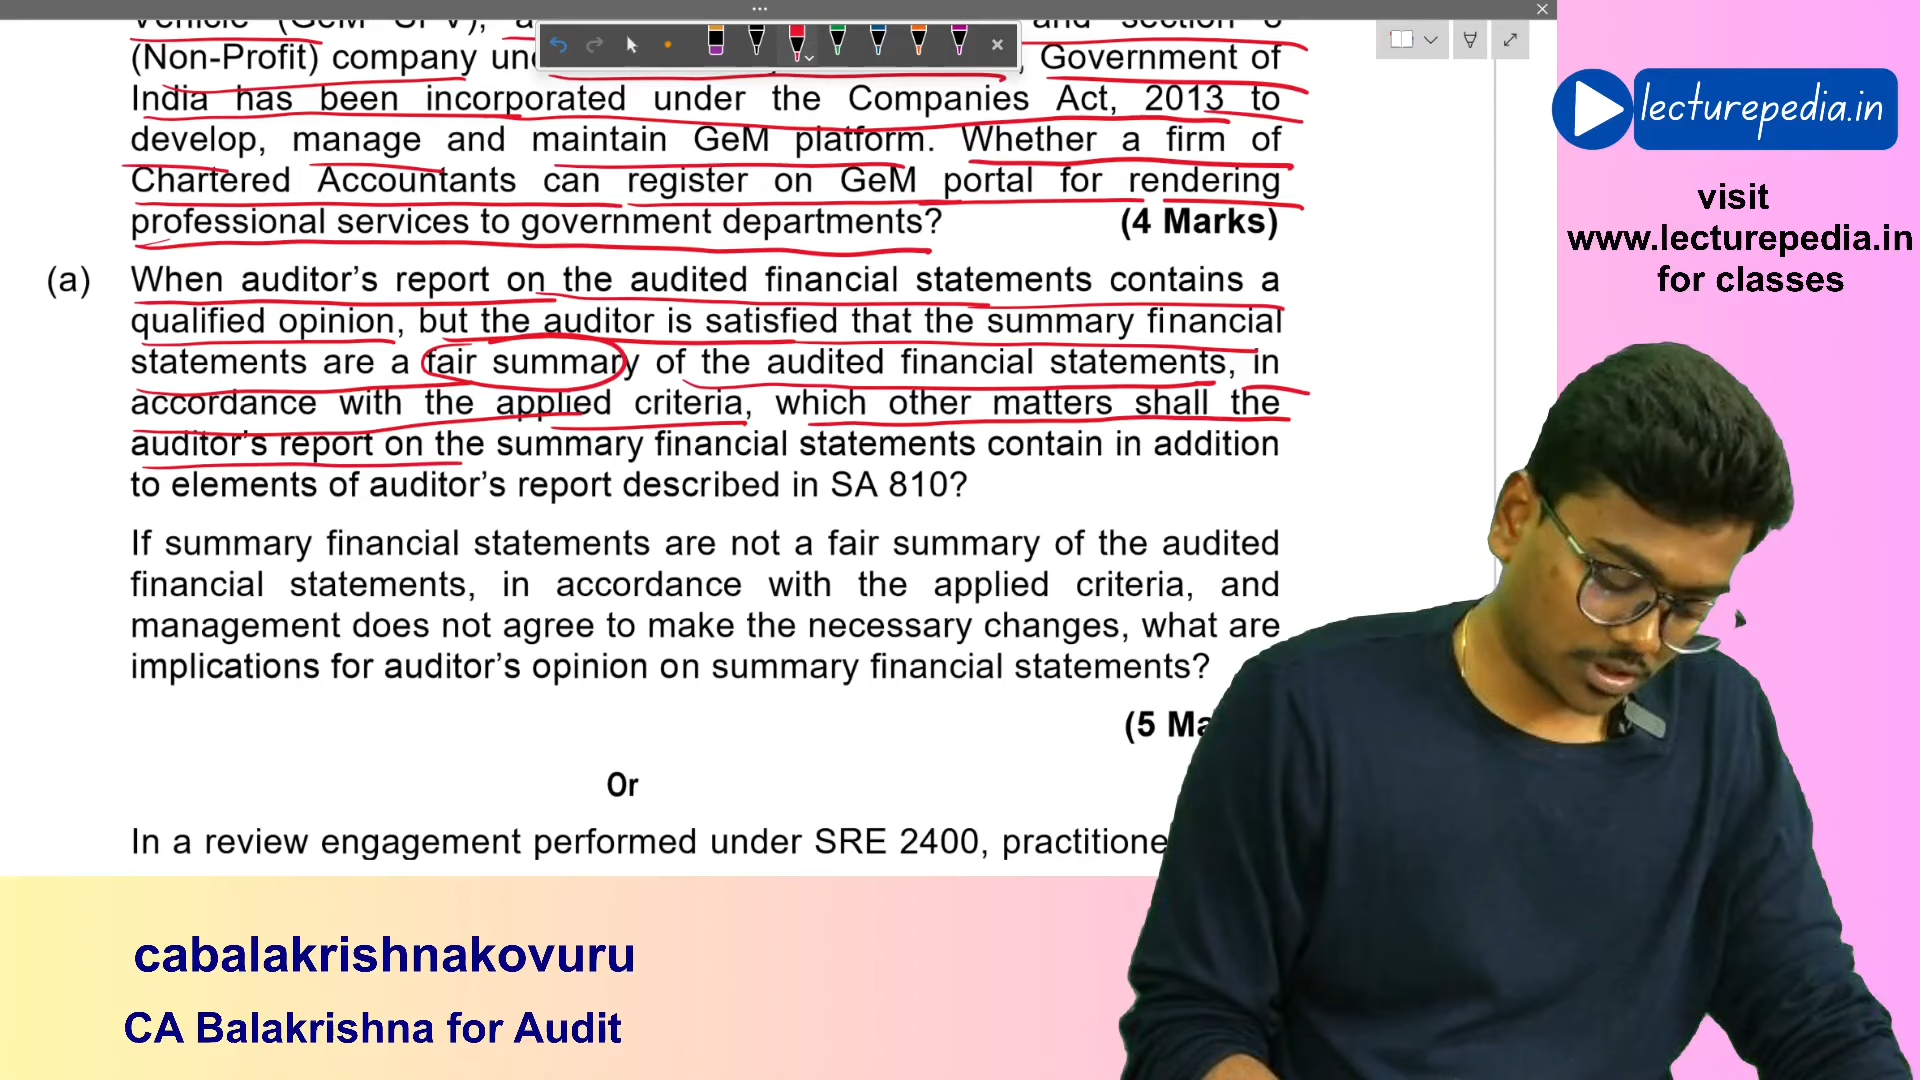 Vehicle (GeM SPV), a
and section 8
(Non-Profit) company und
, Government of
India has been incorporated under the Companies Act, 2013 to
develop, manage and maintain GeM platform. Whether a firm of
Chartered Accountants can register on GeM portal for rendering
professional services to government departments? (4 Marks)
(a) When auditor's report on the audited financial statements contains a
qualified opinion, but the auditor is satisfied that the summary financial
statements are a fair summary of the audited financial statements, in
accordance with the applied criteria, which other matters shall the
auditor's report on the summary financial statements contain in addition
to elements of auditor's report described in SA 810?
If summary financial statements are not a fair summary of the audited
financial statements, in accordance with the applied criteria, and
management does not agree to make the necessary changes, what are
implications for auditor's opinion on summary financial statements?
(5 Ma
Or
In a review engagement performed under SRE 2400, practitione
lecturepedia.in
visit
www.lecturepedia.in
for classes
cabalakrishnakovuru
CA Balakrishna for Audit